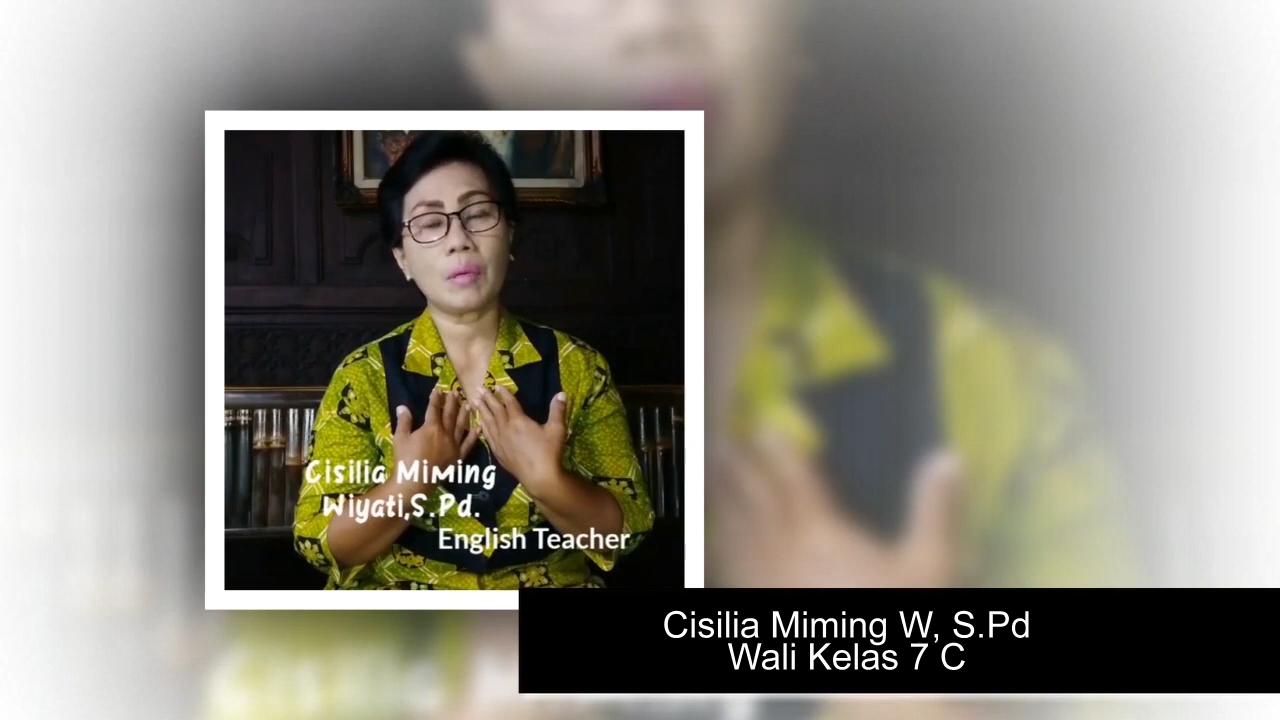 Cisilia Miming
Wiyati,S.Pd.
English Teacher
Cisilia Miming W, S.Pd
Wali Kelas 7 C